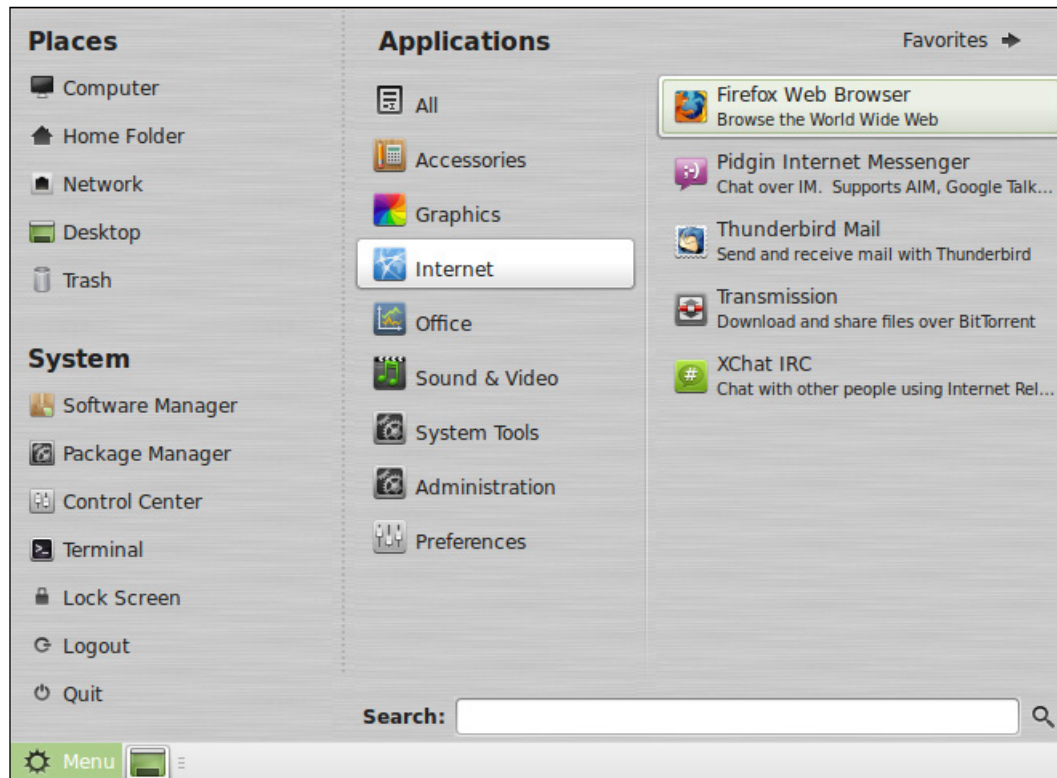 Places
Computer
Home Folder
Network
Desktop
Trash
System
Software Manager
Package Manager
Control Center
Terminal
Lock Screen
Logout
Quit
Applications
All
Accessories
Graphics
Internet
Office
Sound & Video
System Tools
Administration
Preferences
Favorites
Firefox Web Browser
Browse the World Wide Web
Pidgin Internet Messenger
Chat over IM.  Supports AIM, Google Talk...
Thunderbird Mail
Send and receive mail with Thunderbird
Transmission
Download and share files over BitTorrent
XChat IRC
Chat with other people using Internet Rel...
Search:
Menu